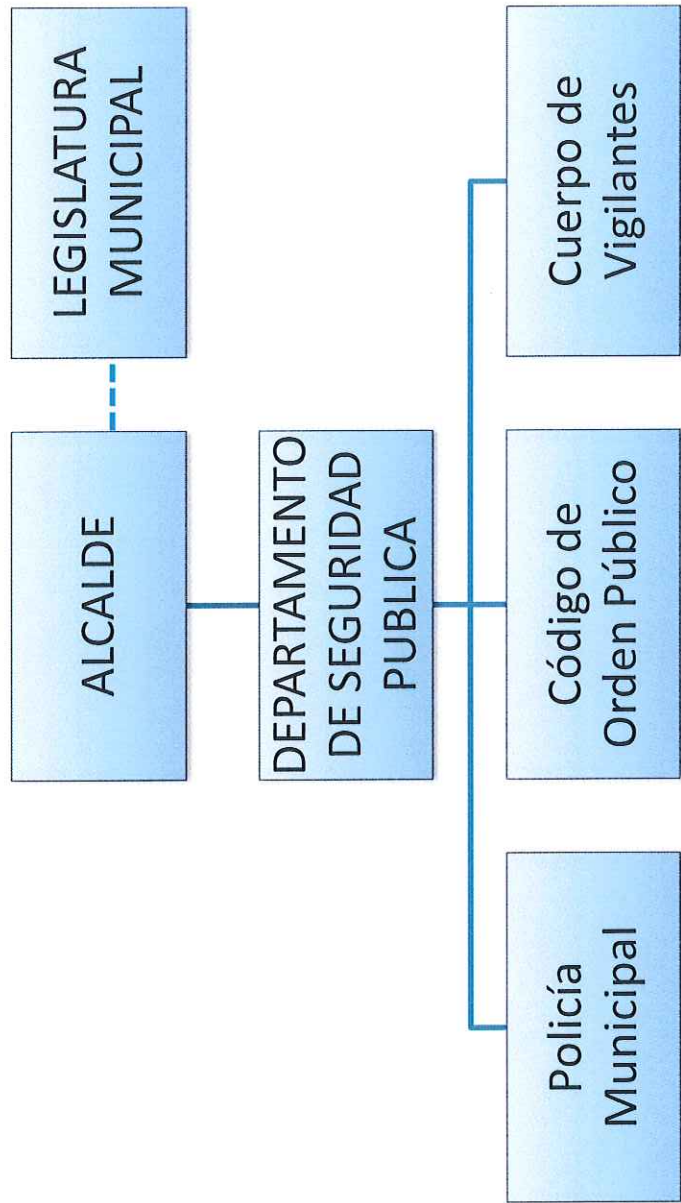 ALCALDE
LEGISLATURA
MUNICIPAL
DEPARTAMENTO
DE SEGURIDAD
PUBLICA
Policía
Municipal
Código de
Orden Público
Cuerpo de
Vigilantes